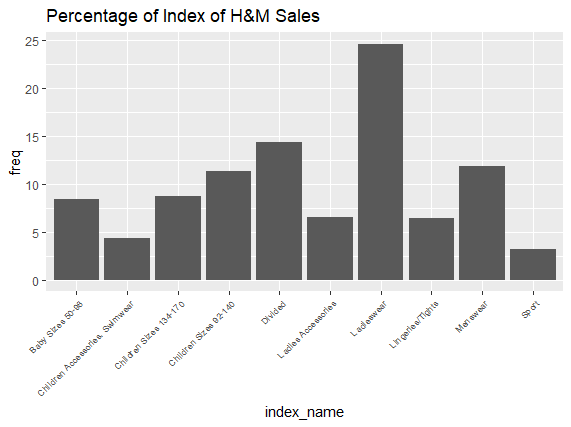 Percentage of Index of H&M Sales
25
20
15
10
5
0
freq
Baby Sizes 50-98
Children Accessories, Swimwear
Children Sizes 134-170
Children Sizes 92-140
Divided
Ladies Accessories
Ladieswear
Lingeries/Tights
Menswear
Sport
index_name